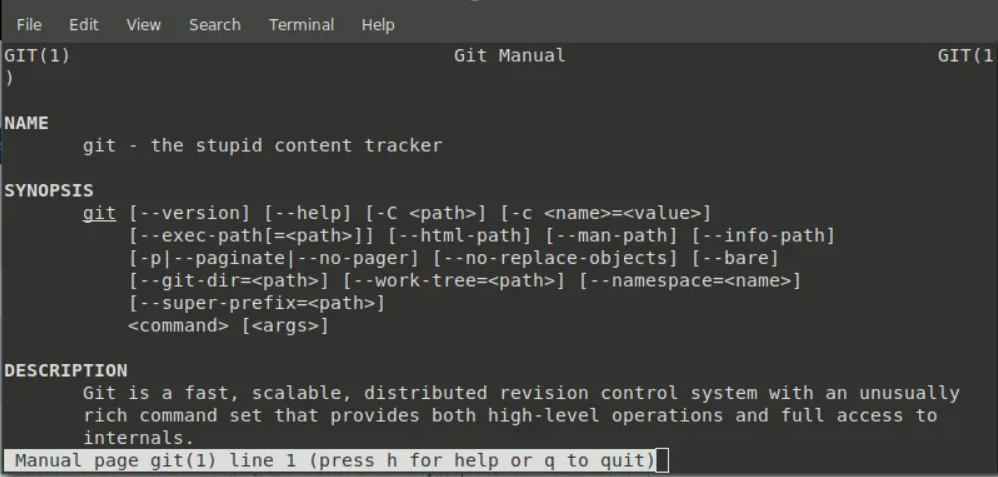 File Edit View Search Terminal Help
GIT(1) Git Manual GIT(1
)
NAME
git - the stupid content tracker
SYNOPSIS
git [--version] [--help] [-C <path>] [-c <name>=<value>]
[--exec-path[=<path>]] [--html-path] [--man-path] [--info-path]
[-p|--paginate|--no-pager] [--no-replace-objects] [--bare]
[--git-dir=<path>] [--work-tree=<path>] [--namespace=<name>]
[--super-prefix=<path>]
<command> [<args>]
DESCRIPTION
Git is a fast, scalable, distributed revision control system with an unusually
rich command set that provides both high-level operations and full access to
internals.
Manual page git(1) line 1 (press h for help or q to quit)